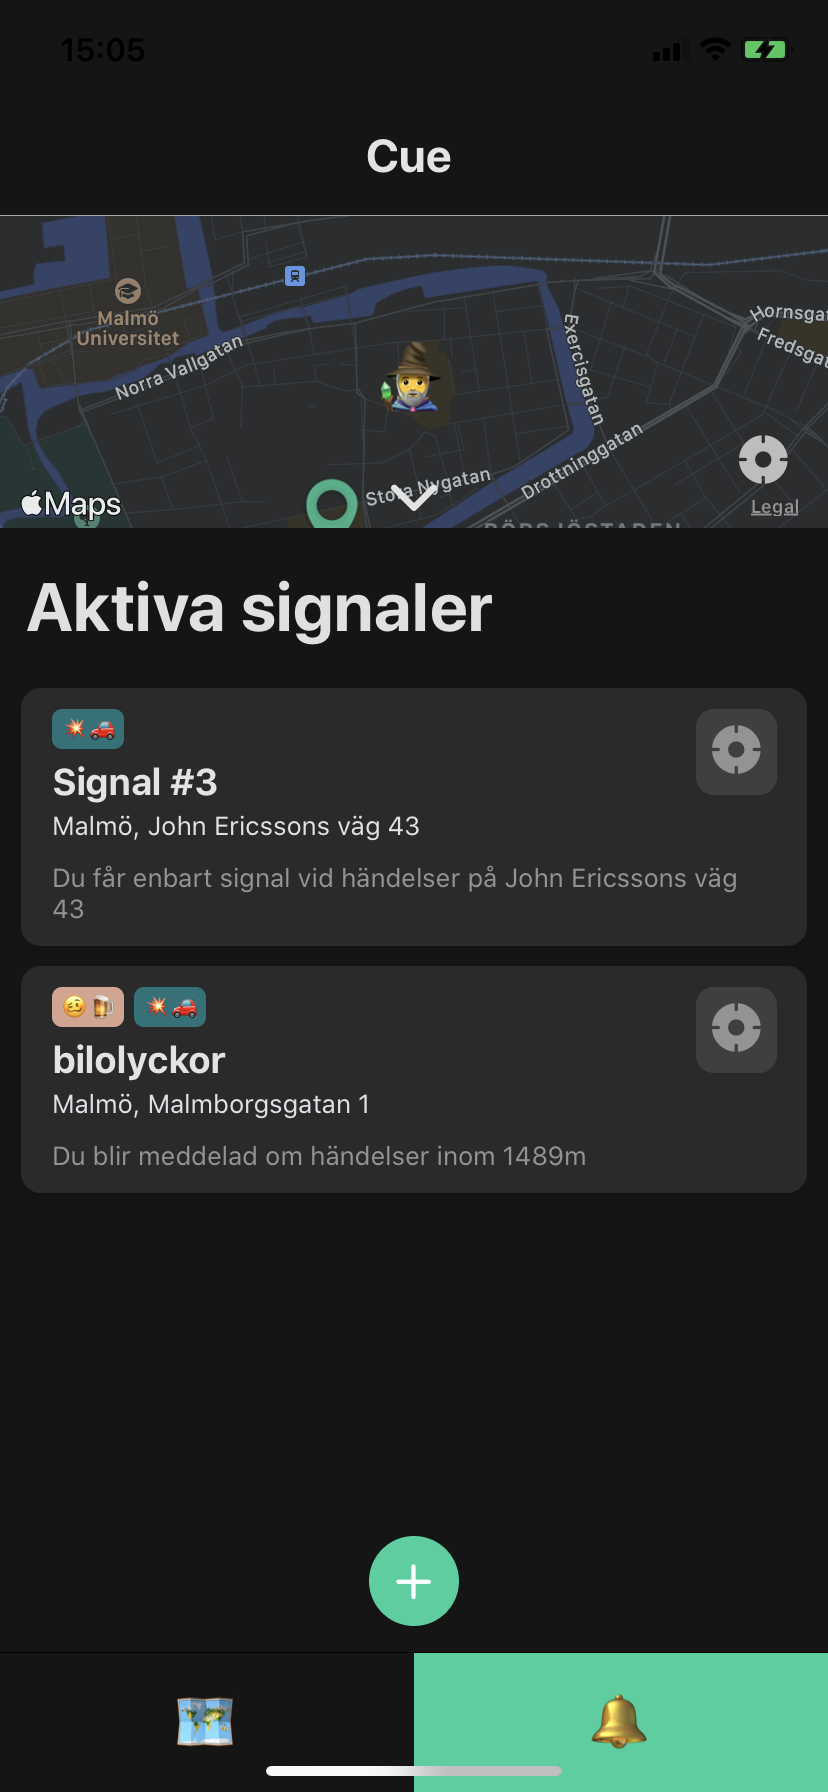 15:05
Cue
Malmö
Universitet
Norra Vallgatan
Exercisgatan
Hornsgat
Fredsga
Drottninggatan
Stora Nygatan
Maps
Legal
Aktiva signaler
Signal #3
Malmö, John Ericssons väg 43
Du får enbart signal vid händelser på John Ericssons väg
43
bilolyckor
Malmö, Malmborgsgatan 1
Du blir meddelad om händelser inom 1489m